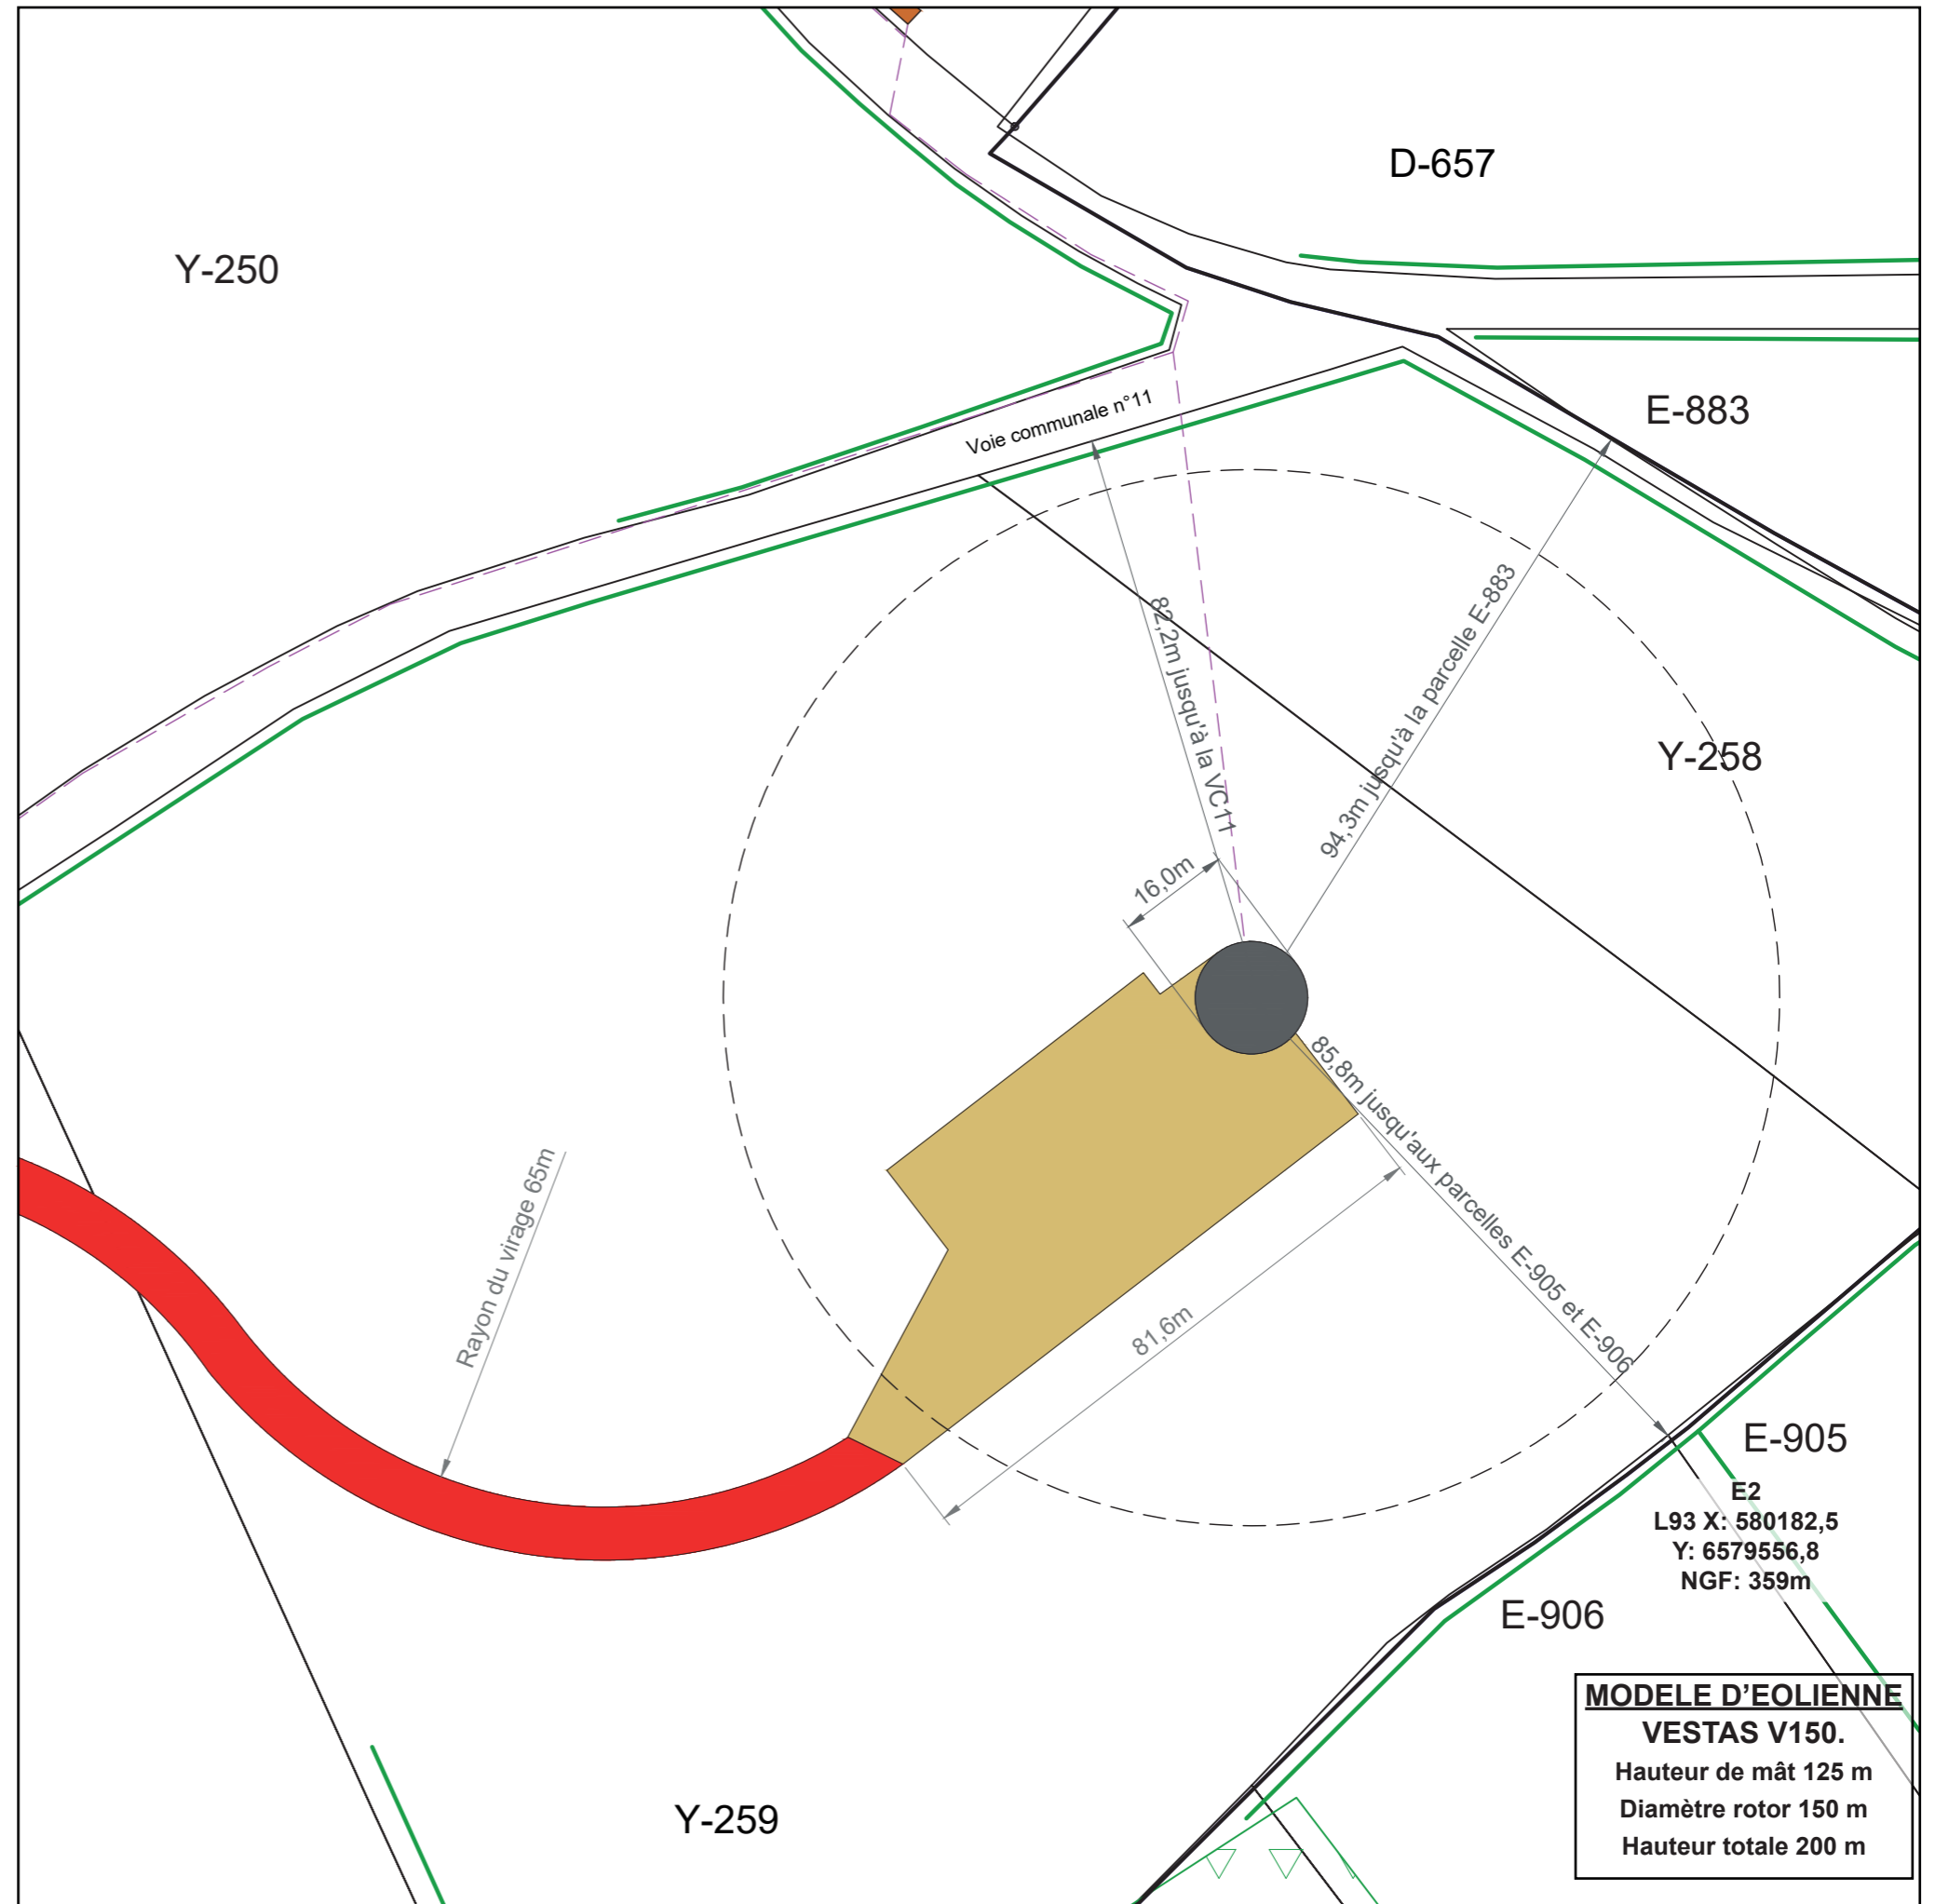 D-657
Y-250
E-883
Voie communale n°11
82,2m jusqu'à la VC11
94,3m jusqu'à la parcelle E-883
Y-258
16,0m
85,8m jusqu'aux parcelles E-905 et E-906
Rayon du virage 65m
81,6m
E-905
E2
L93 X: 580182,5
Y: 6579556,8
NGF: 359m
E-906
MODELE D’EOLIENNE
VESTAS V150.
Hauteur de mât 125 m
Diamètre rotor 150 m
Hauteur totale 200 m
Y-259